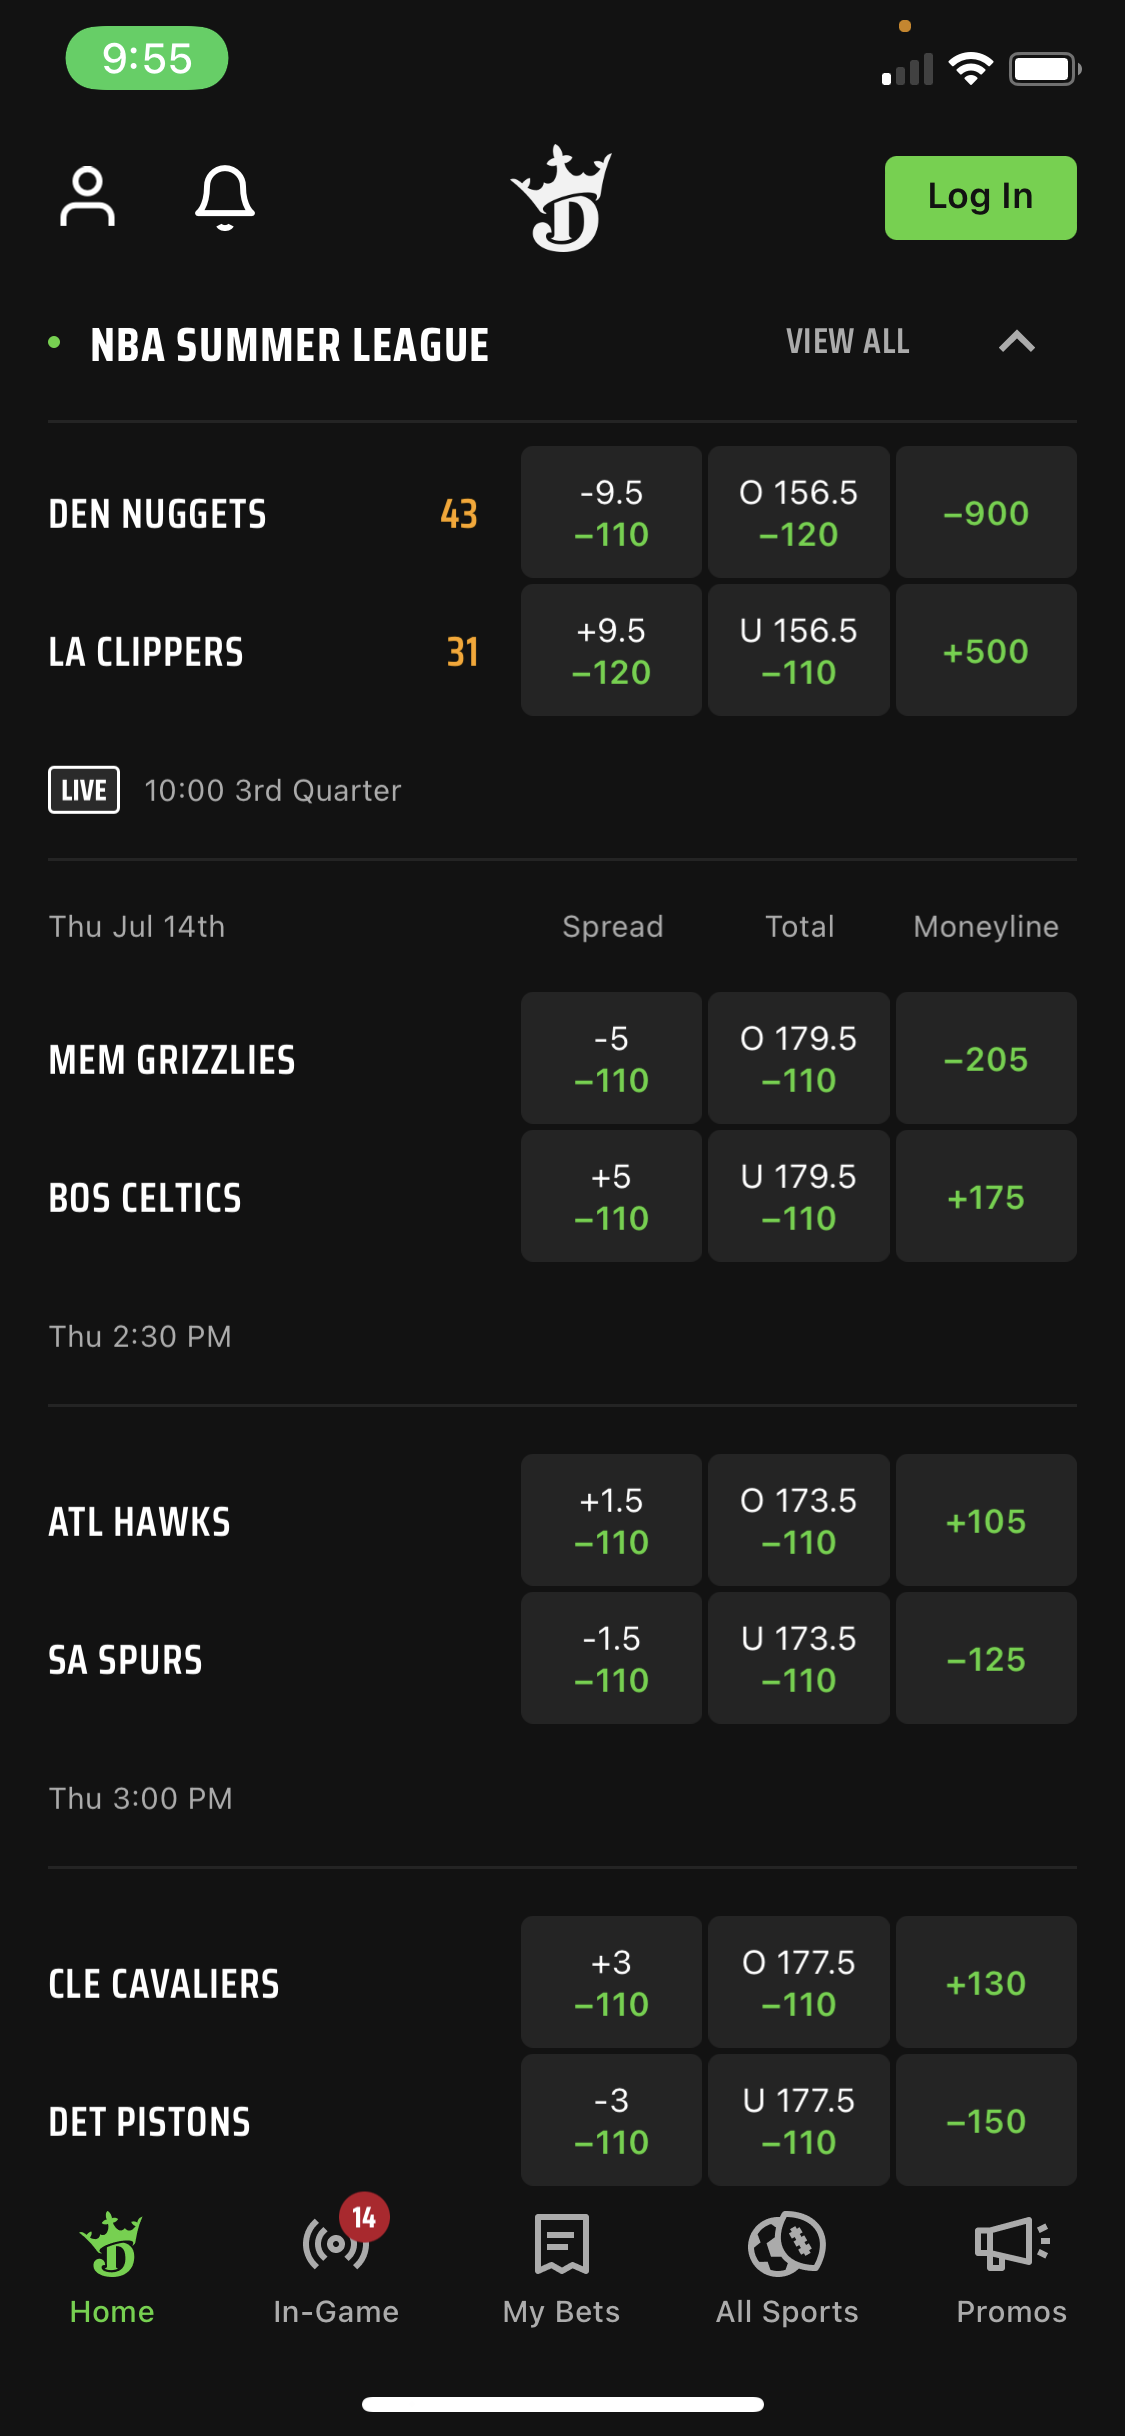 9:55
Log In
NBA SUMMER LEAGUE VIEW ALL
DEN NUGGETS 43 -9.5 −110 O 156.5 −120 −900
LA CLIPPERS 31 +9.5 −120 U 156.5 −110 +500
LIVE 10:00 3rd Quarter
Thu Jul 14th Spread Total Moneyline
MEM GRIZZLIES -5 −110 O 179.5 −110 −205
BOS CELTICS +5 −110 U 179.5 −110 +175
Thu 2:30 PM
ATL HAWKS +1.5 −110 O 173.5 −110 +105
SA SPURS -1.5 −110 U 173.5 −110 −125
Thu 3:00 PM
CLE CAVALIERS +3 −110 O 177.5 −110 +130
DET PISTONS -3 −110 U 177.5 −110 −150
14
Home In-Game My Bets All Sports Promos